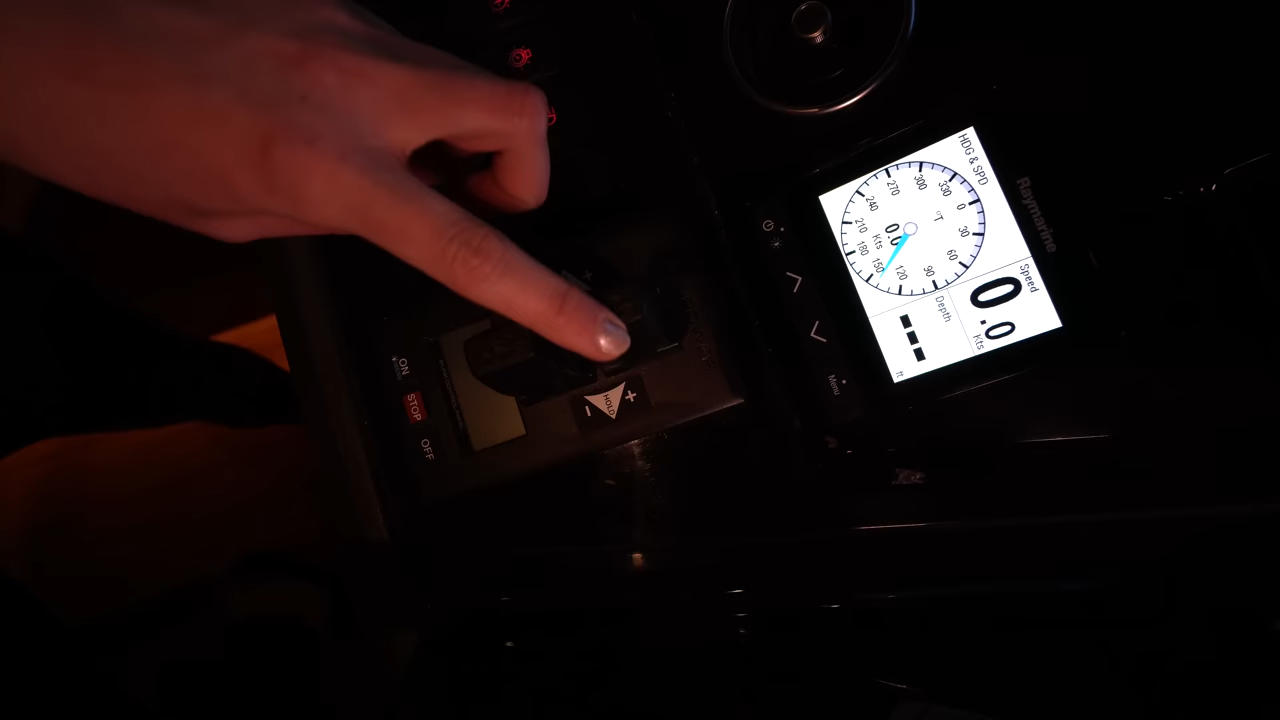 Raymarine
HDG & SPD
0
30
60
90
120
150
180
210
240
270
300
330
°T
0.0
Kts
Speed
0.0
Kts
Depth
---
ft
Menu
ON
STOP
OFF
- HOLD +
+
-